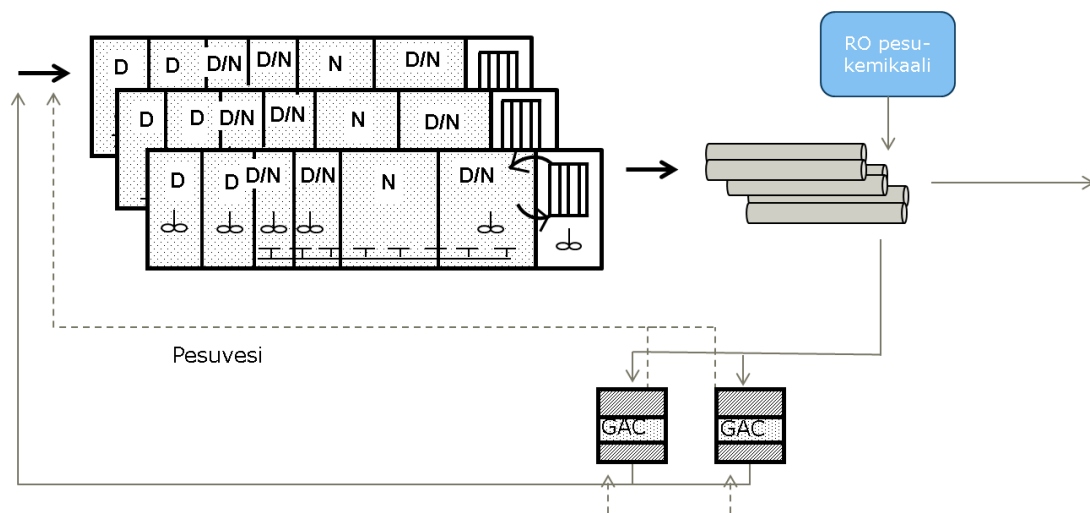 RO pesu-
kemikaali
D D D/N D/N N D/N
D D D/N D/N N D/N
D D D/N D/N N D/N
Pesuvesi
GAC GAC